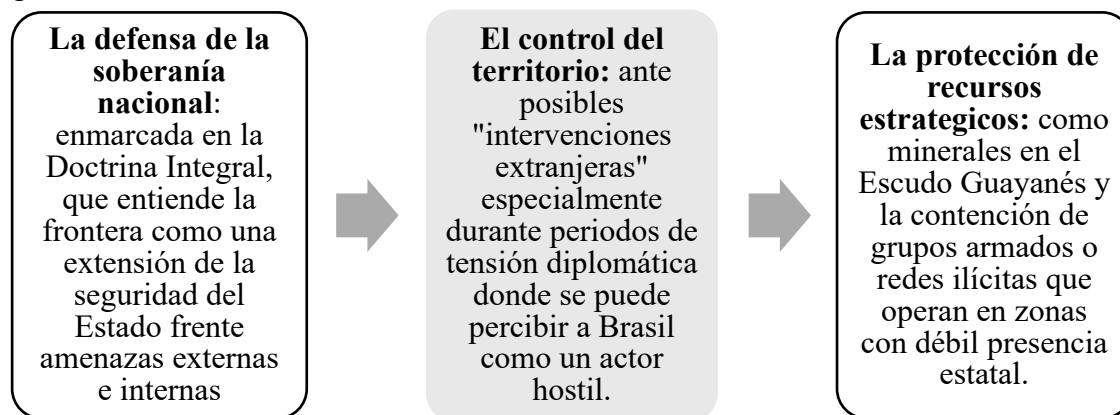 La defensa de la
soberanía
nacional:
enmarcada en la
Doctrina Integral,
que entiende la
frontera como una
extensión de la
seguridad del
Estado frente
amenazas externas
e internas
El control del
territorio: ante
posibles
"intervenciones
extranjeras"
especialmente
durante periodos de
tensión diplomática
donde se puede
percibir a Brasil
como un actor
hostil.
La protección de
recursos
estrategicos: como
minerales en el
Escudo Guayanés y
la contención de
grupos armados o
redes ilícitas que
operan en zonas
con débil presencia
estatal.